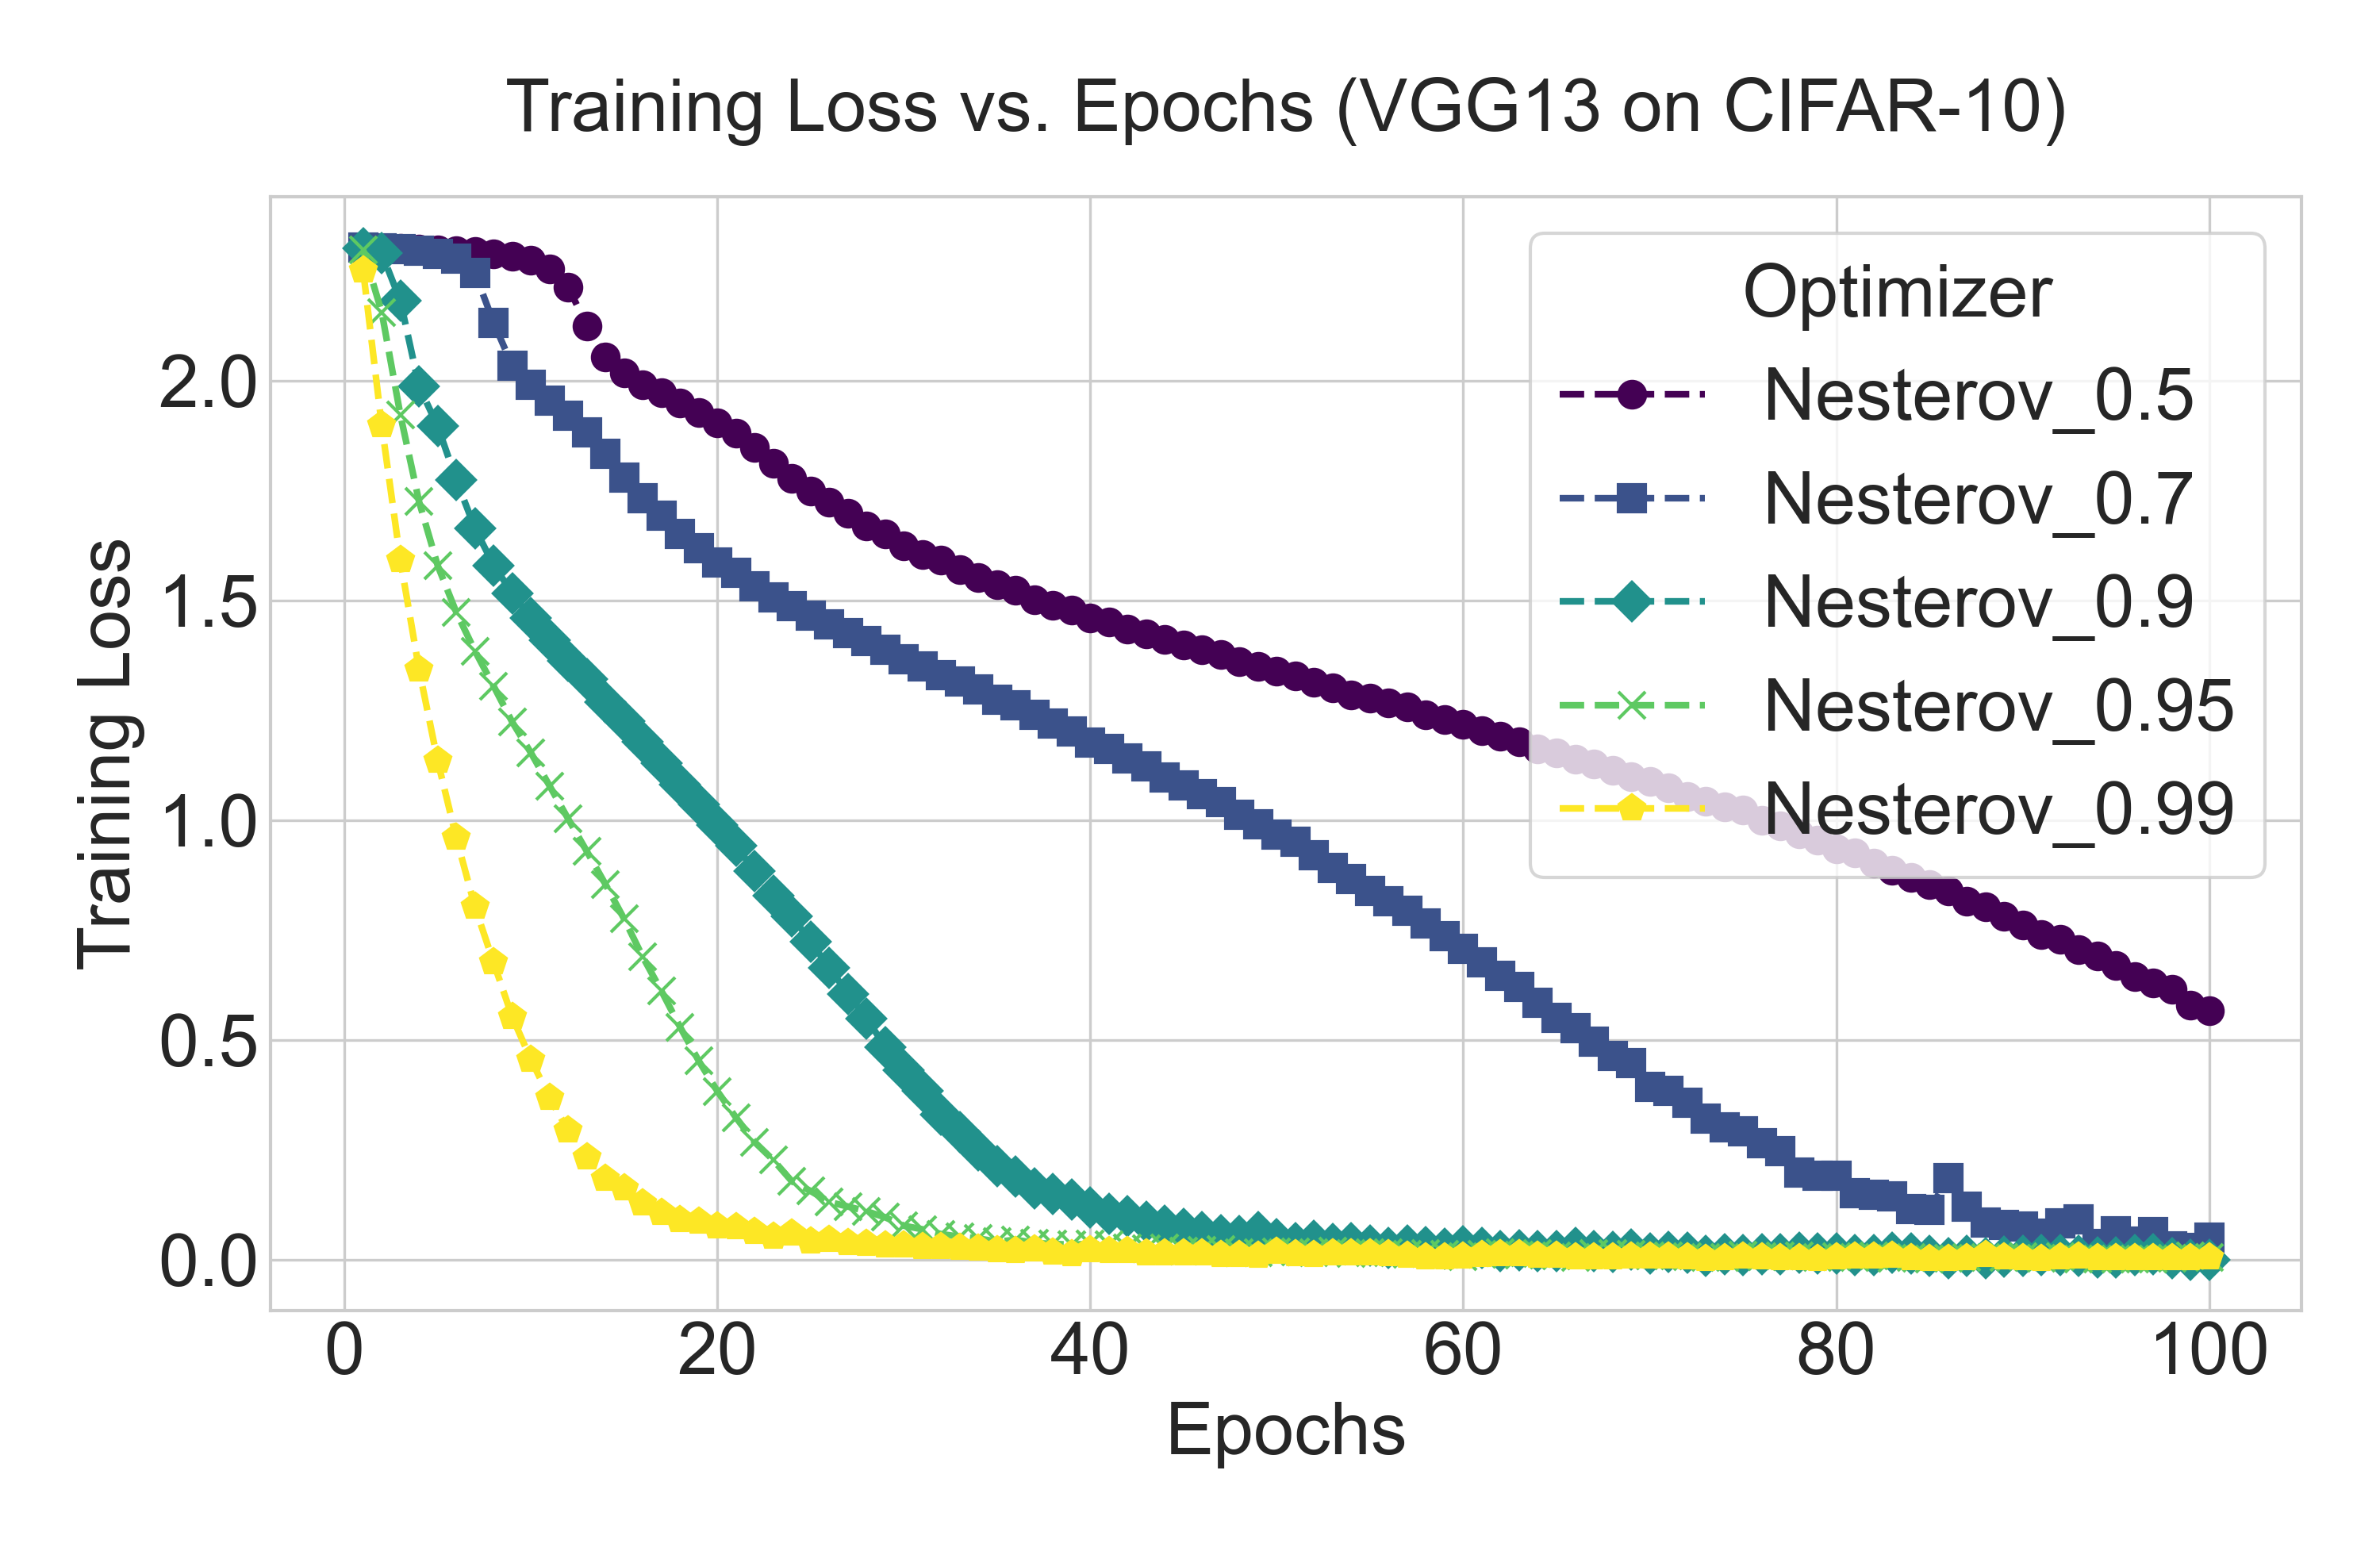 Training Loss vs. Epochs (VGG13 on CIFAR-10)
Optimizer
Nesterov_0.5
Nesterov_0.7
Nesterov_0.9
Nesterov_0.95
Nesterov_0.99
Training Loss
2.0
1.5
1.0
0.5
0.0
0 20 40 60 80 100
Epochs